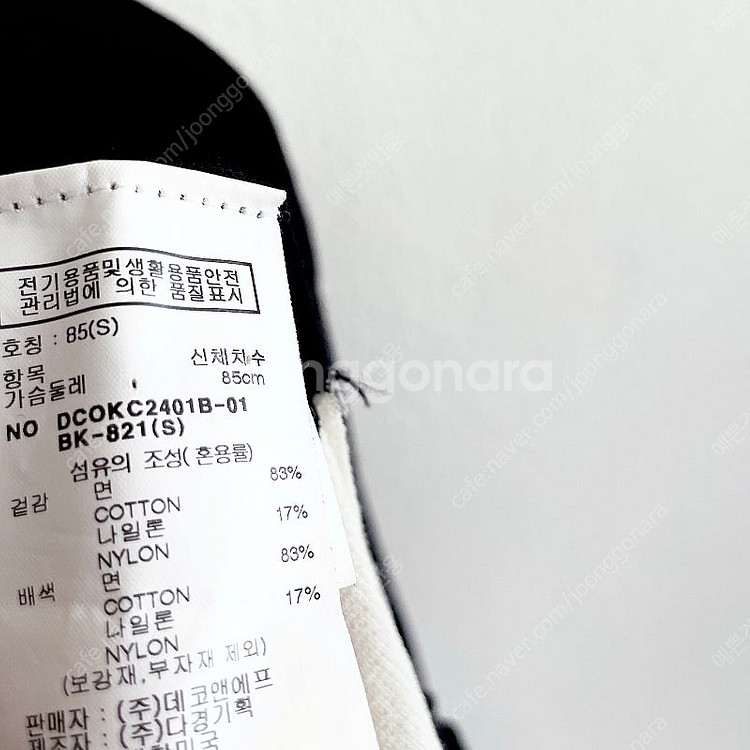 전기용품및생활용품안전
관리법에 의한 품질표시
호칭 : 85(S)
항목 신체치수
가슴둘레 85cm
NO DCOKC2401B-01
BK-821(S)
섬유의 조성(혼용률)
겉감 면 83%
COTTON
나일론 17%
NYLON
배색 면 83%
COTTON
나일론 17%
NYLON
(보강재,부자재 제외)
판매자 : (주)데코앤에프
제조자 : (주)다경기획
joonggonara
cafe.naver.com/joonggonara